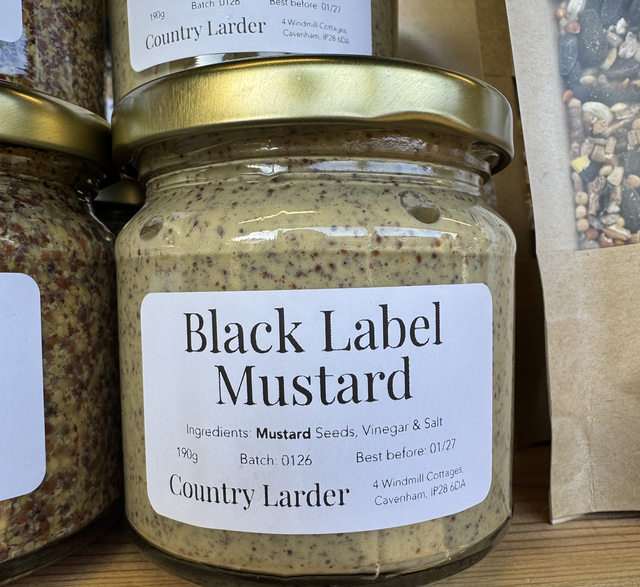 190g Batch: 0126 Best before: 01/27
Country Larder
4 Windmill Cottages,
Cavenham, IP28 6DA
Black Label
Mustard
Ingredients: Mustard Seeds, Vinegar & Salt
190g Batch: 0126 Best before: 01/27
Country Larder
4 Windmill Cottages,
Cavenham, IP28 6DA